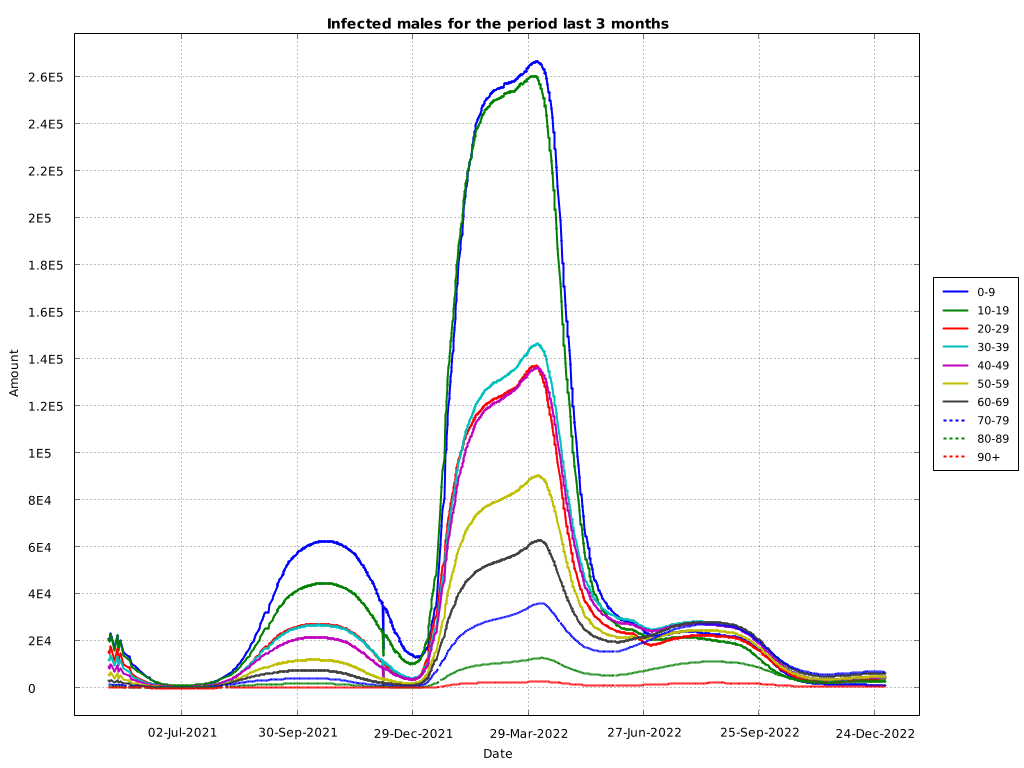 Infected males for the period last 3 months
2.6E5
2.4E5
2.2E5
2E5
1.8E5
1.6E5
1.4E5
1.2E5
1E5
8E4
6E4
4E4
2E4
0
Amount
02-Jul-2021 30-Sep-2021 29-Dec-2021 29-Mar-2022 27-Jun-2022 25-Sep-2022 24-Dec-2022
Date
0-9
10-19
20-29
30-39
40-49
50-59
60-69
70-79
80-89
90+